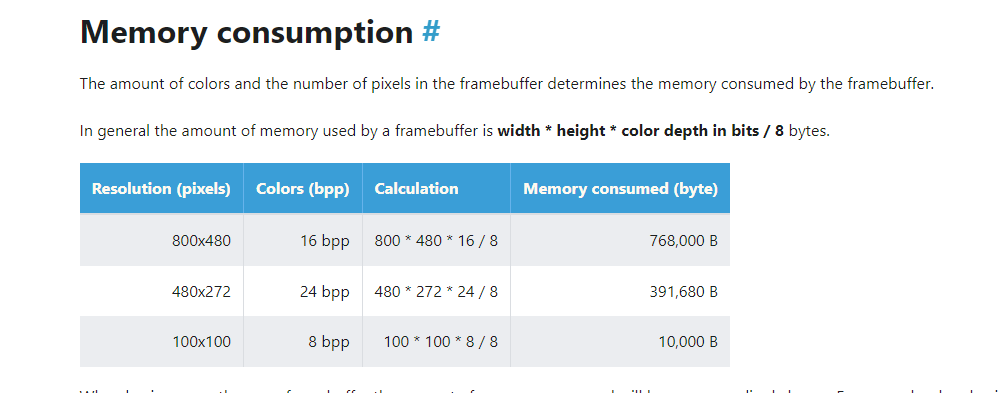 Memory consumption #
The amount of colors and the number of pixels in the framebuffer determines the memory consumed by the framebuffer.
In general the amount of memory used by a framebuffer is width * height * color depth in bits / 8 bytes.
Resolution (pixels) Colors (bpp) Calculation Memory consumed (byte)
800x480 16 bpp 800 * 480 * 16 / 8 768,000 B
480x272 24 bpp 480 * 272 * 24 / 8 391,680 B
100x100 8 bpp 100 * 100 * 8 / 8 10,000 B